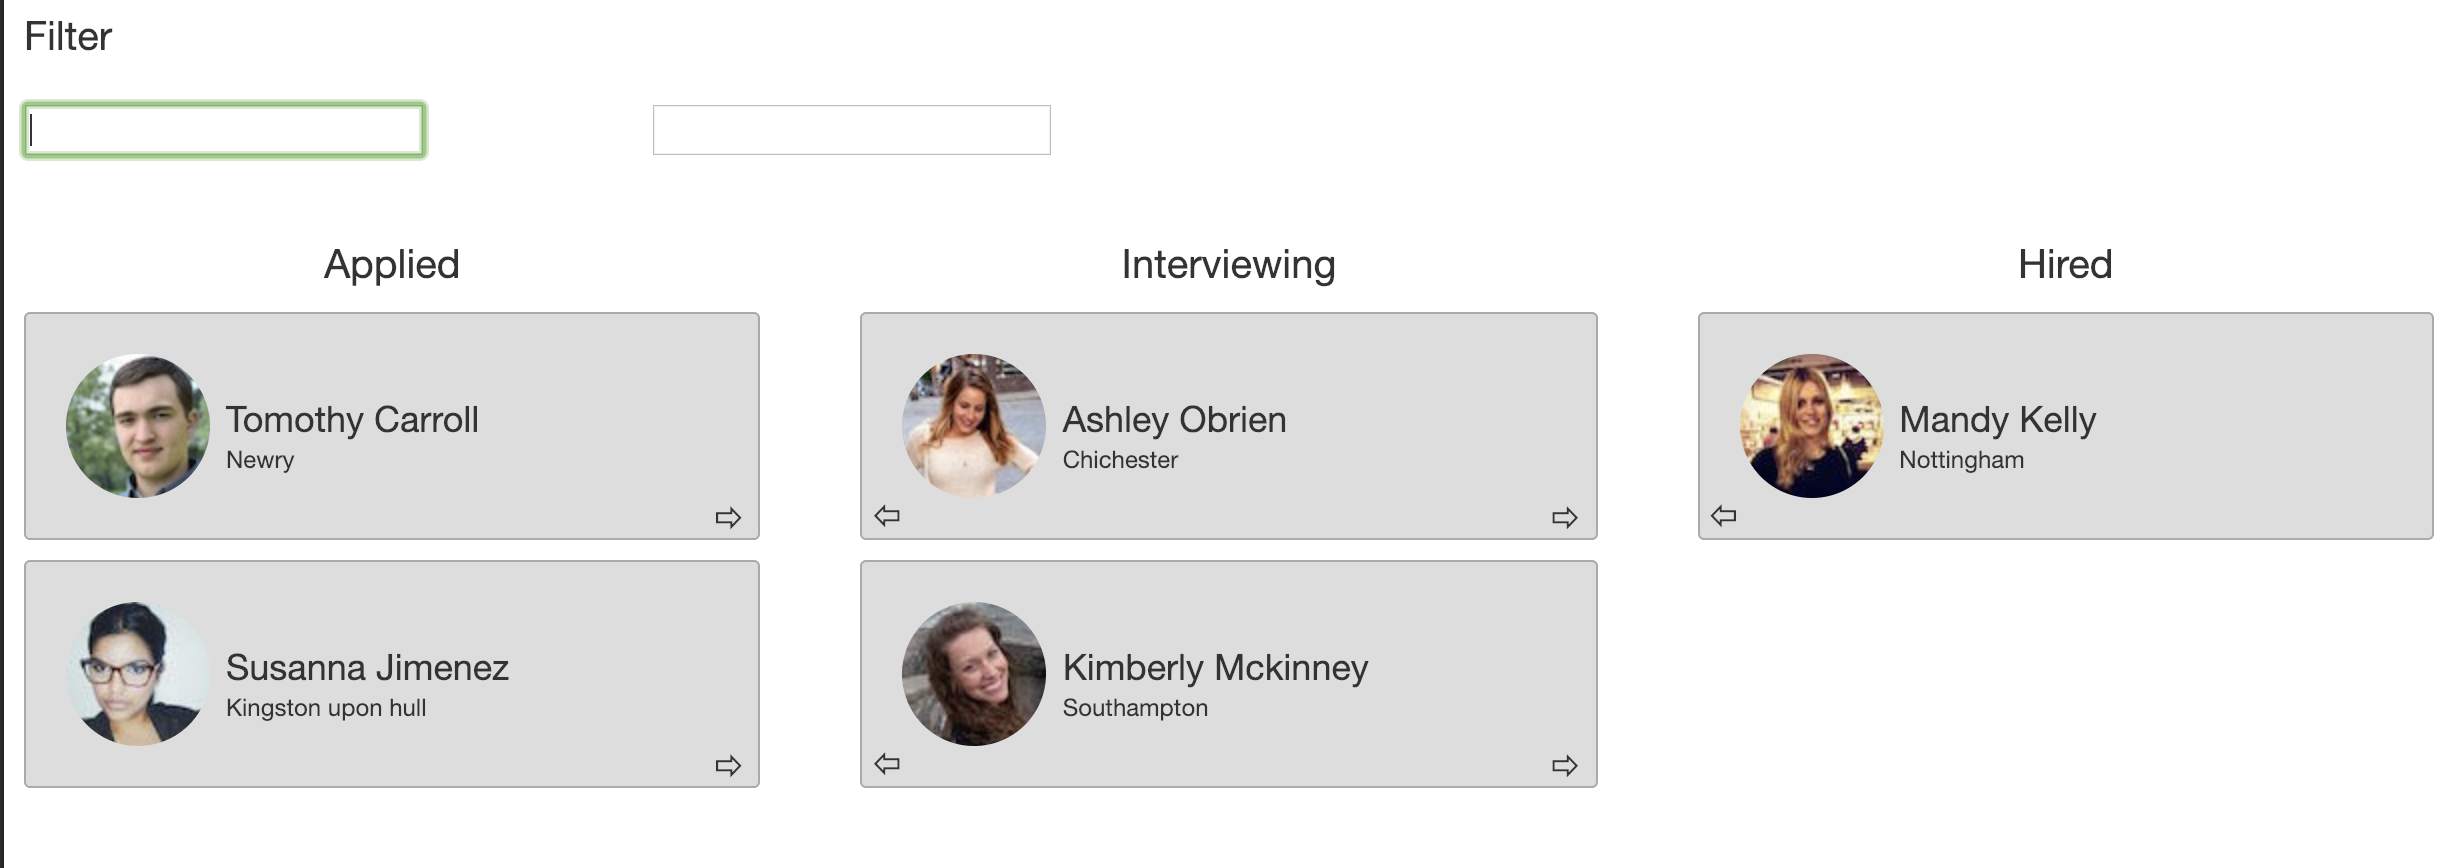 Filter
Applied
Interviewing
Hired
Tomothy Carroll
Newry
Ashley Obrien
Chichester
Mandy Kelly
Nottingham
Susanna Jimenez
Kingston upon hull
Kimberly Mckinney
Southampton